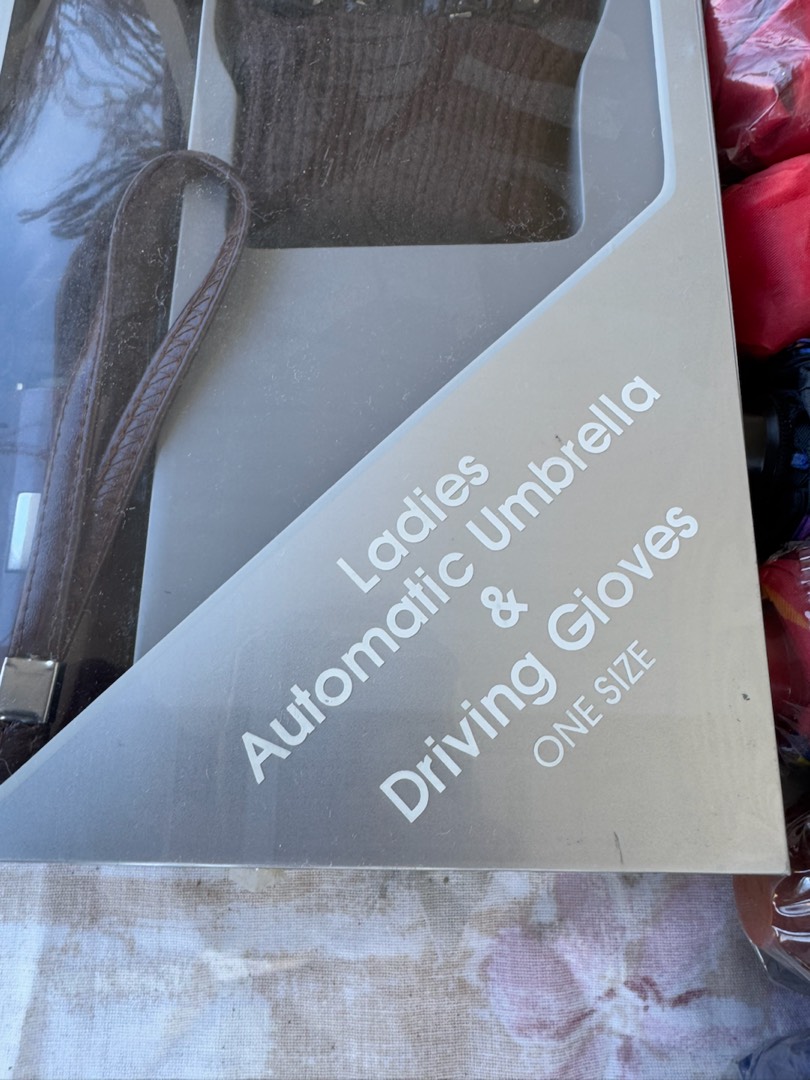 Ladies
Automatic Umbrella
&
Driving Gioves
ONE SIZE